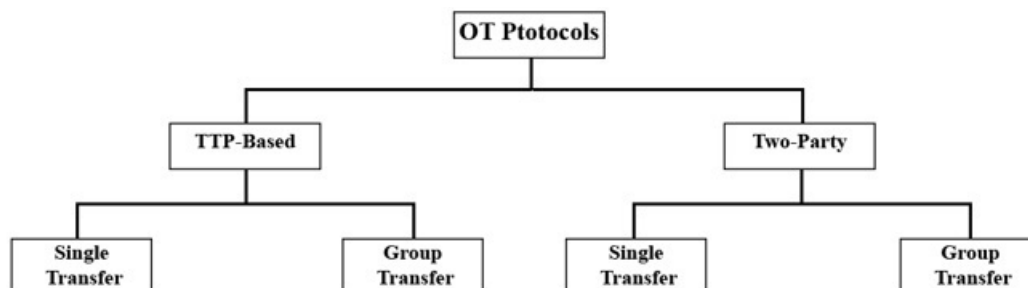 OT Ptotocols
TTP-Based
Two-Party
Single
Transfer
Group
Transfer
Single
Transfer
Group
Transfer